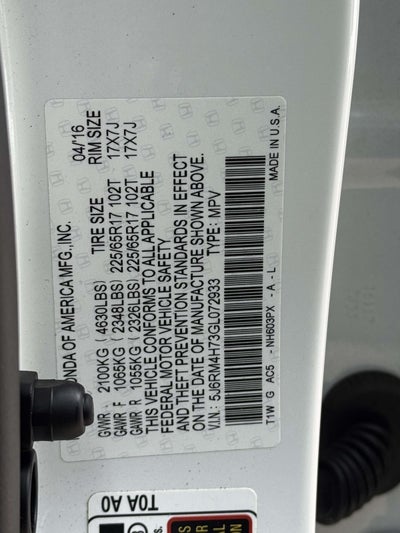 ONDA OF AMERICA MFG., INC. 04/16
TIRE SIZE RIM SIZE
GVWR 2100KG (4630LBS)
GAWR F 1065KG (2348LBS) 225/65R17 102T 17X7J
GAWR R 1055KG (2326LBS) 225/65R17 102T 17X7J
THIS VEHICLE CONFORMS TO ALL APPLICABLE
FEDERAL MOTOR VEHICLE SAFETY
AND THEFT PREVENTION STANDARDS IN EFFECT
ON THE DATE OF MANUFACTURE SHOWN ABOVE.
V.I.N.: 5J6RM4H73GL072933 TYPE: MPV
T1W G AC5 - NH603PX - A - L MADE IN U.S.A.
T0A A0